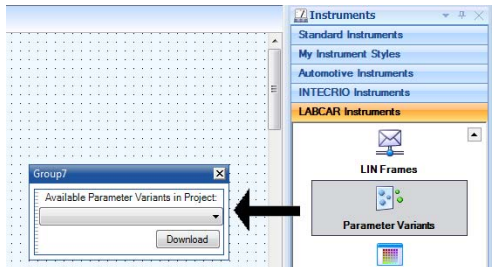 Instruments
Standard Instruments
My Instrument Styles
Automotive Instruments
INTECRIO Instruments
LABCAR Instruments
LIN Frames
Parameter Variants
Group7
Available Parameter Variants in Project:
Download